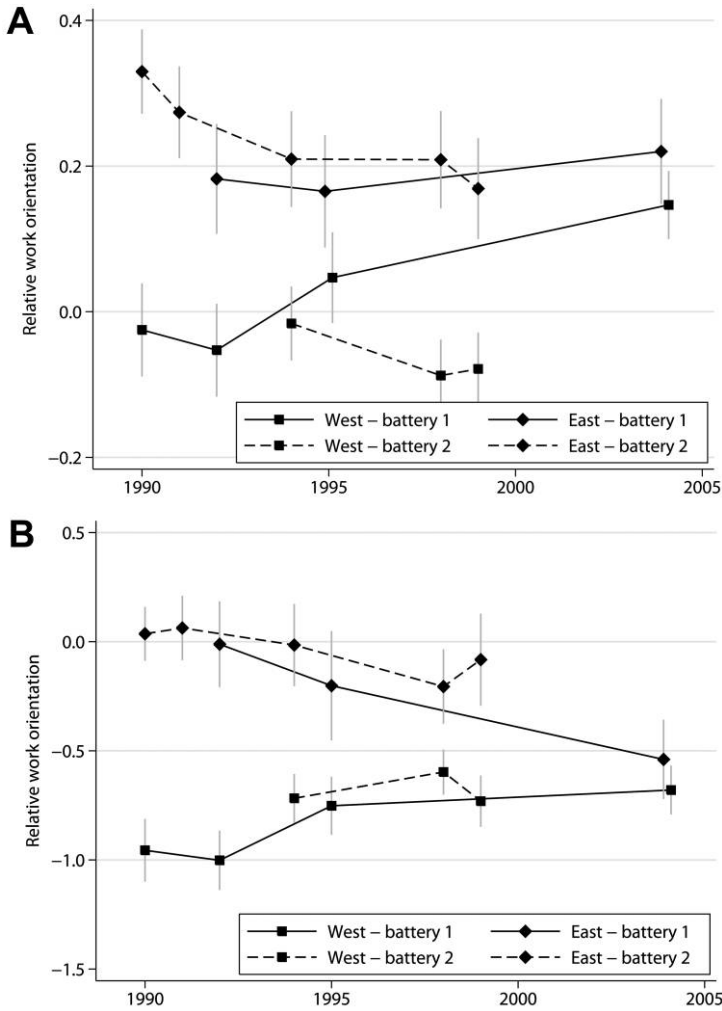 A
0.4
0.2
0.0
−0.2
Relative work orientation
West – battery 1
East – battery 1
West – battery 2
East – battery 2
1990
1995
2000
2005
B
0.5
0.0
−0.5
−1.0
−1.5
Relative work orientation
West – battery 1
East – battery 1
West – battery 2
East – battery 2
1990
1995
2000
2005